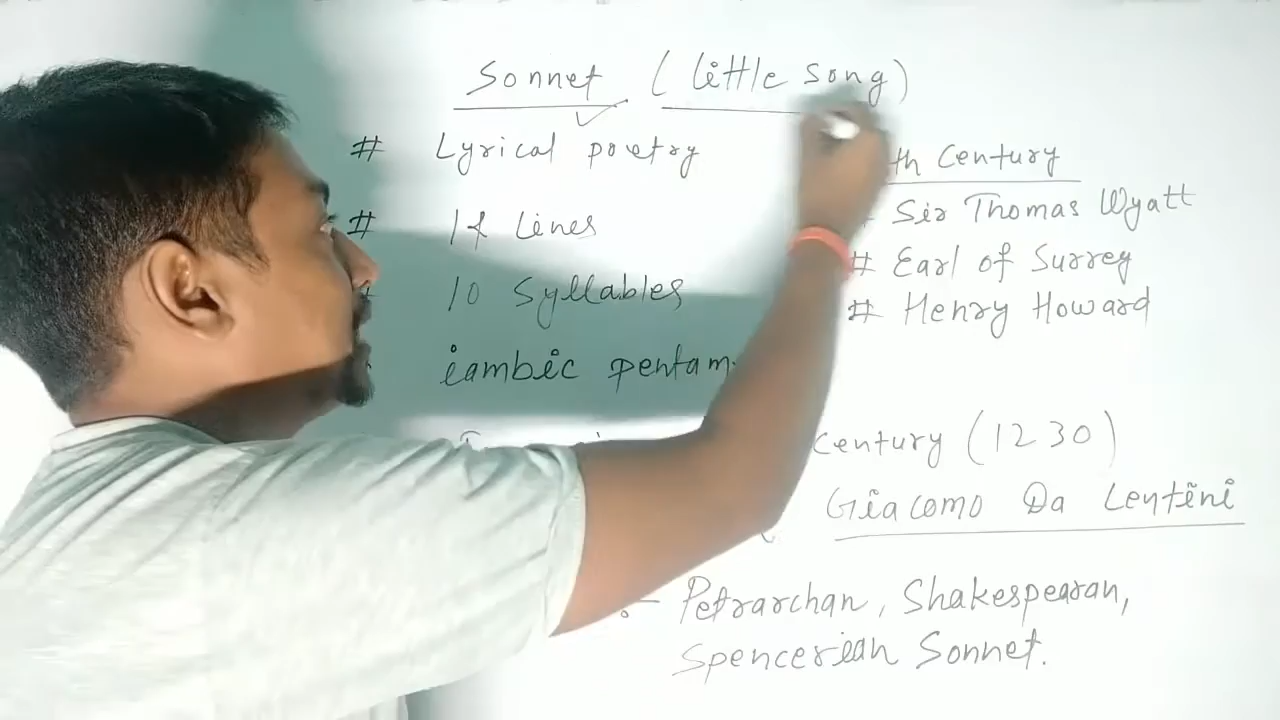 Sonnet (little song)
# Lyrical poetry
# 14 lines
10 Syllables
iambic pentam
th Century
Sir Thomas Wyatt
# Earl of Surrey
# Henry Howard
century (1230)
Giacomo Da Lentini
:- Petrarchan, Shakespearan,
Spencerian Sonnet.